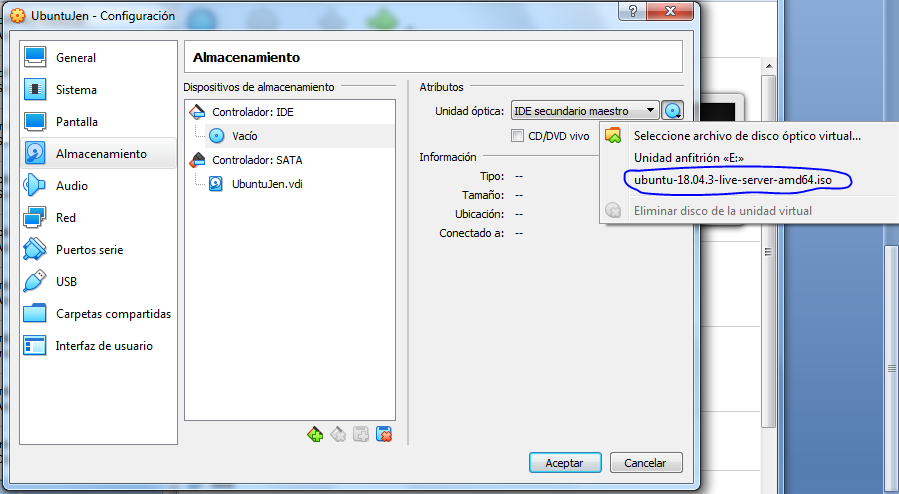 UbuntuJen - Configuración
General
Sistema
Pantalla
Almacenamiento
Audio
Red
Puertos serie
USB
Carpetas compartidas
Interfaz de usuario
Almacenamiento
Dispositivos de almacenamiento
Controlador: IDE
Vacío
Controlador: SATA
UbuntuJen.vdi
Atributos
Unidad óptica: IDE secundario maestro
CD/DVD vivo
Información
Tipo: --
Tamaño: --
Ubicación: --
Conectado a: --
Seleccione archivo de disco óptico virtual...
Unidad anfitrión «E:»
ubuntu-18.04.3-live-server-amd64.iso
Eliminar disco de la unidad virtual
Aceptar Cancelar